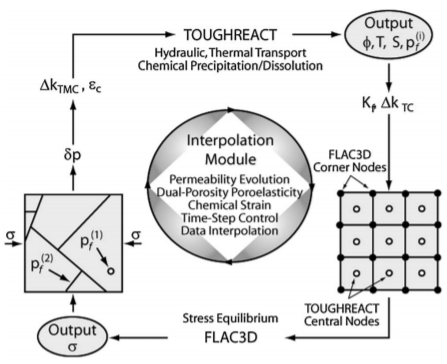 TOUGHREACT
Hydraulic, Thermal Transport
Chemical Precipitation/Dissolution
Output
ϕ, T, S, p_f^(i)
K_f, Δk_TC
FLAC3D
Corner Nodes
TOUGHREACT
Central Nodes
Stress Equilibrium
FLAC3D
Output
σ
σ
σ
p_f^(1)
p_f^(2)
δp
Δk_TMC, ε_c
Interpolation
Module
Permeability Evolution
Dual-Porosity Poroelasticity
Chemical Strain
Time-Step Control
Data Interpolation